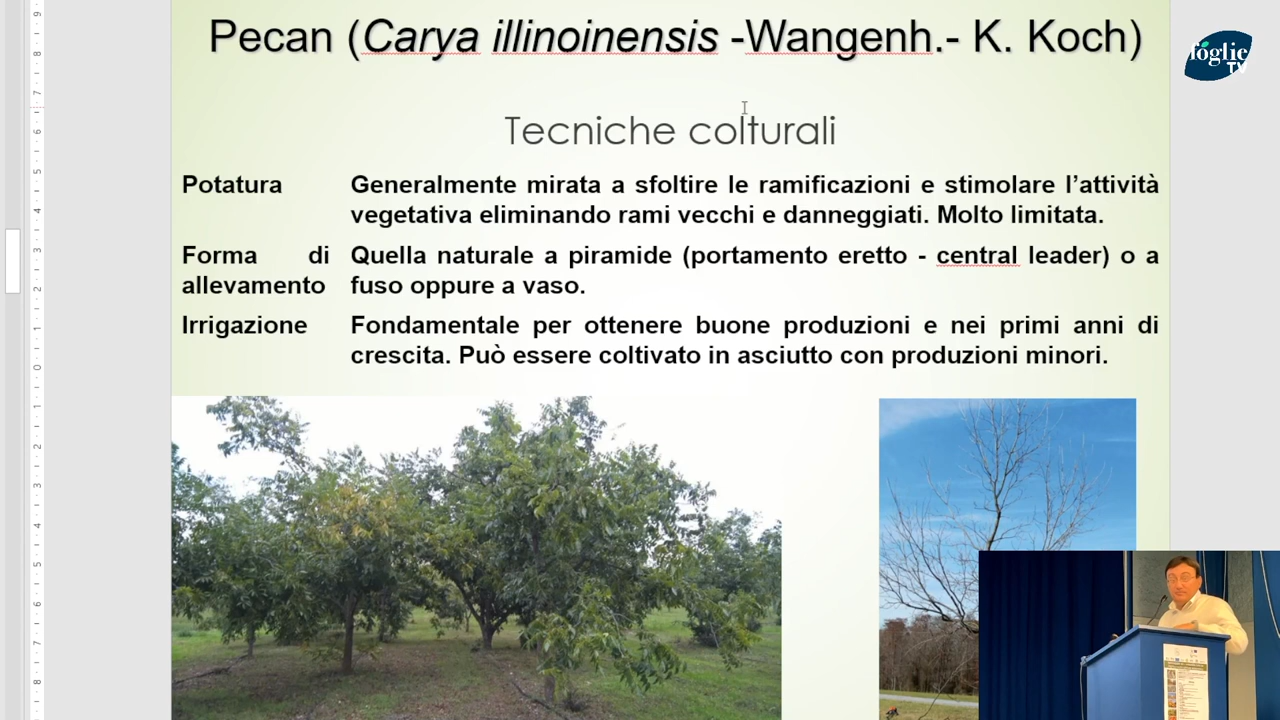 Pecan (Carya illinoinensis -Wangenh.- K. Koch)
fóglie
TV
Tecniche colturali
Potatura Generalmente mirata a sfoltire le ramificazioni e stimolare l’attività
vegetativa eliminando rami vecchi e danneggiati. Molto limitata.
Forma di Quella naturale a piramide (portamento eretto - central leader) o a
allevamento fuso oppure a vaso.
Irrigazione Fondamentale per ottenere buone produzioni e nei primi anni di
crescita. Può essere coltivato in asciutto con produzioni minori.